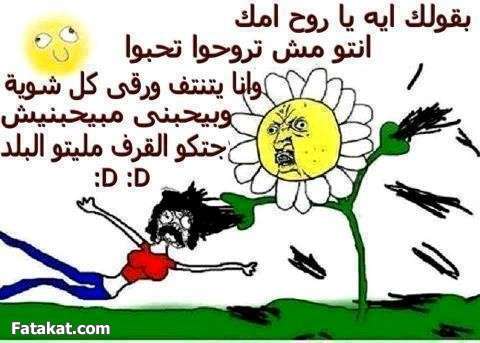 بقولك ايه يا روح امك
انتو مش تروحوا تحبوا
وانا يتنتف ورقى كل شوية
وبيحبنى مبيحبنيش
جتكو القرف مليتو البلد
:D :D
Fatakat.com